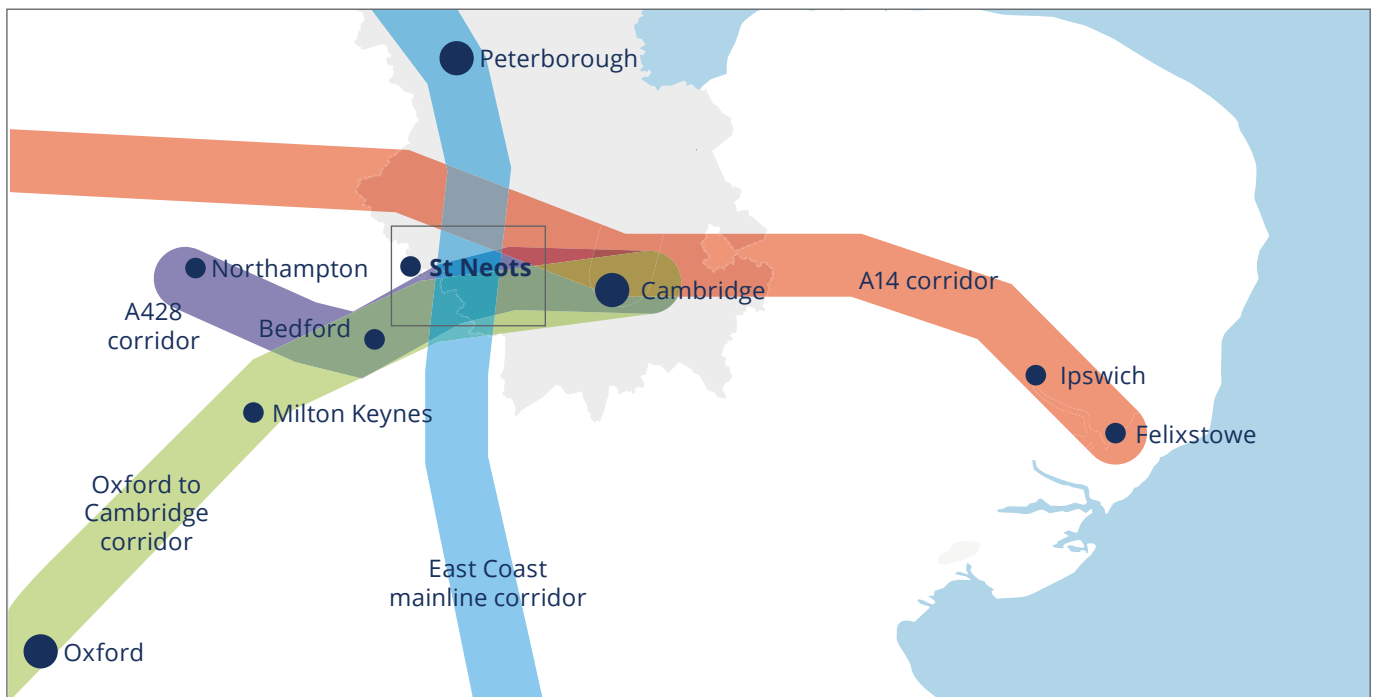 Peterborough
Northampton
St Neots
A14 corridor
Cambridge
A428
corridor
Bedford
Ipswich
Milton Keynes
Felixstowe
Oxford to
Cambridge
corridor
East Coast
mainline corridor
Oxford